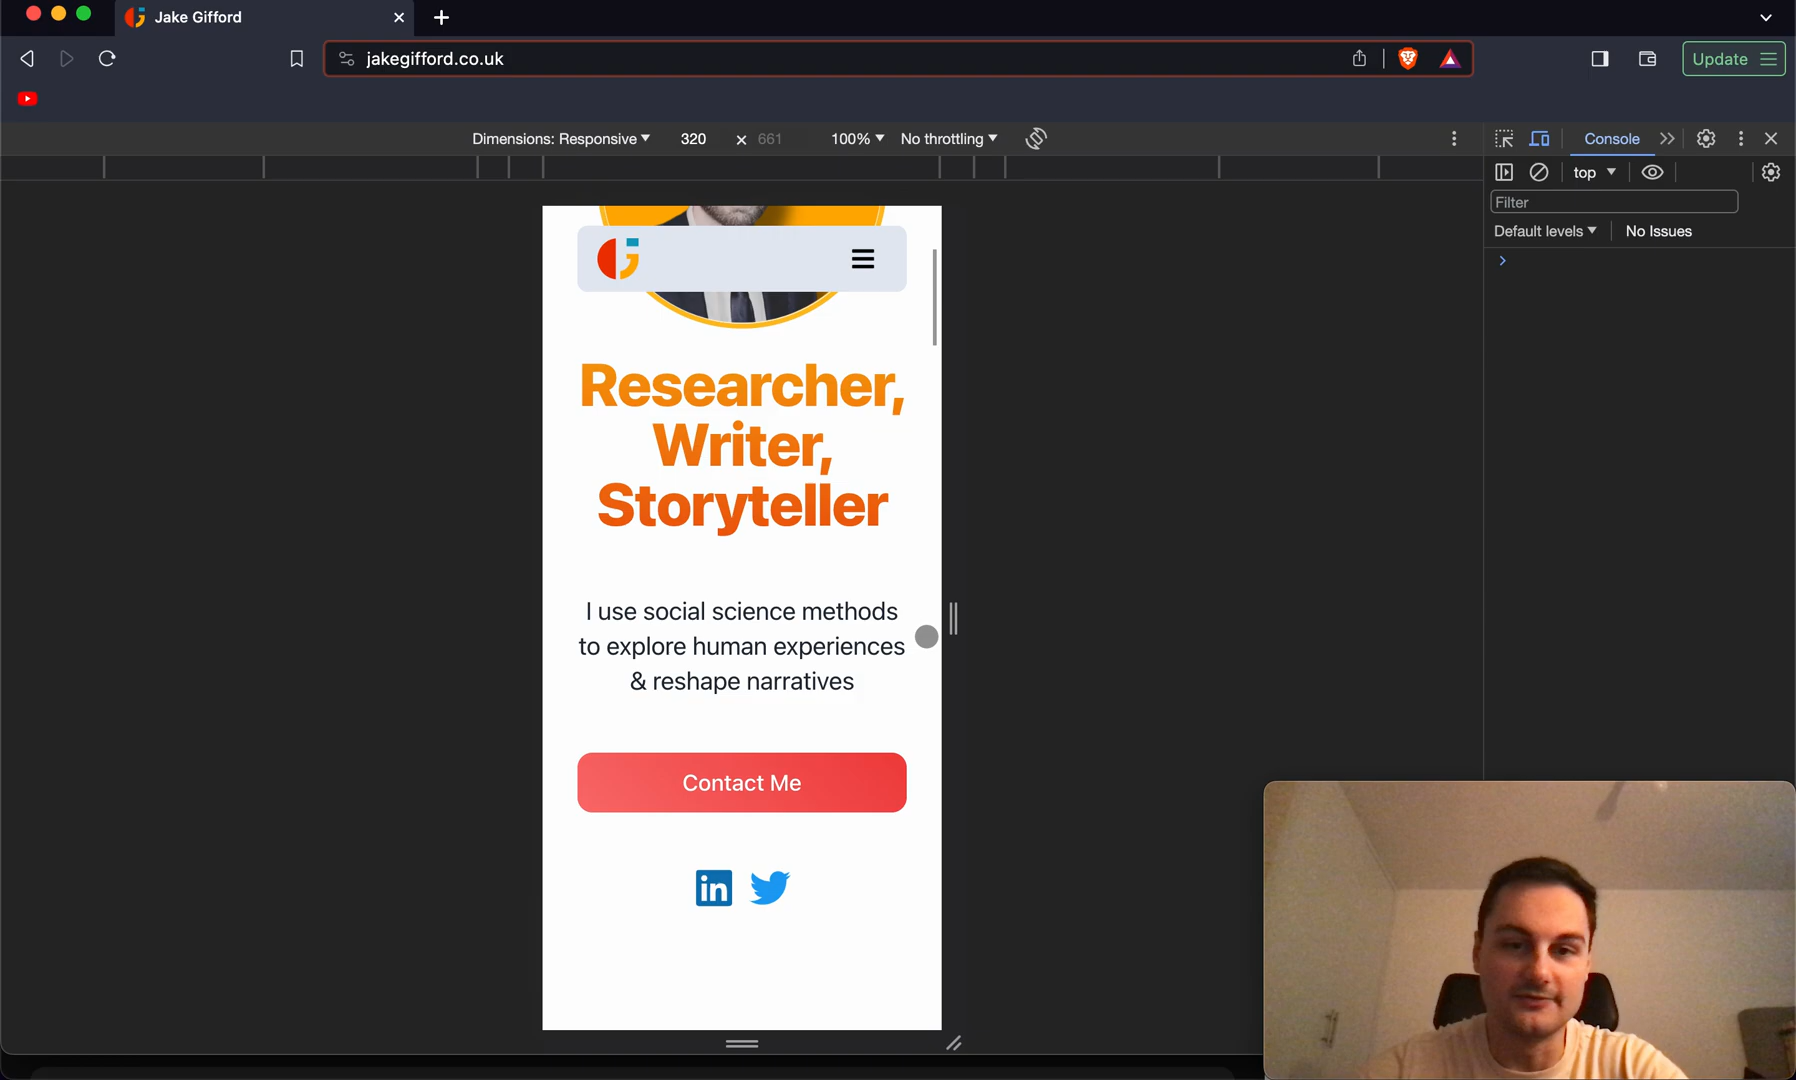 Jake Gifford
jakegifford.co.uk
Update
Dimensions: Responsive
320
×
661
100%
No throttling
Console
top
Filter
Default levels
No Issues
Researcher,
Writer,
Storyteller
I use social science methods
to explore human experiences
& reshape narratives
Contact Me
in